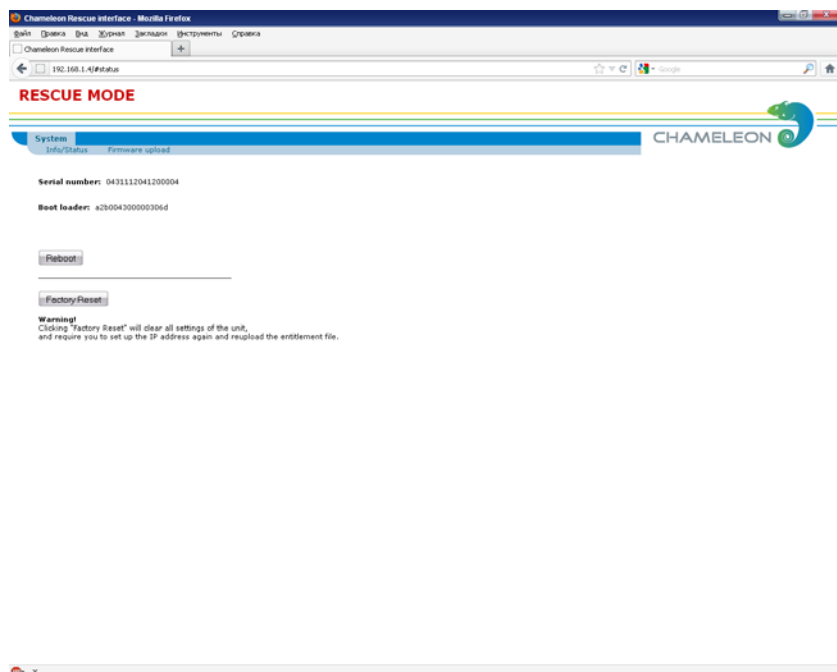 Chameleon Rescue interface - Mozilla Firefox
Файл Правка Вид Журнал Закладки Инструменты Справка
Chameleon Rescue interface +
192.168.1.4/#status Google
RESCUE MODE
CHAMELEON
System
Info/Status Firmware upload
Serial number: 0431112041200004
Boot loader: a2b004300000306d
Reboot
Factory Reset
Warning!
Clicking "Factory Reset" will clear all settings of the unit,
and require you to set up the IP address again and reupload the entitlement file.